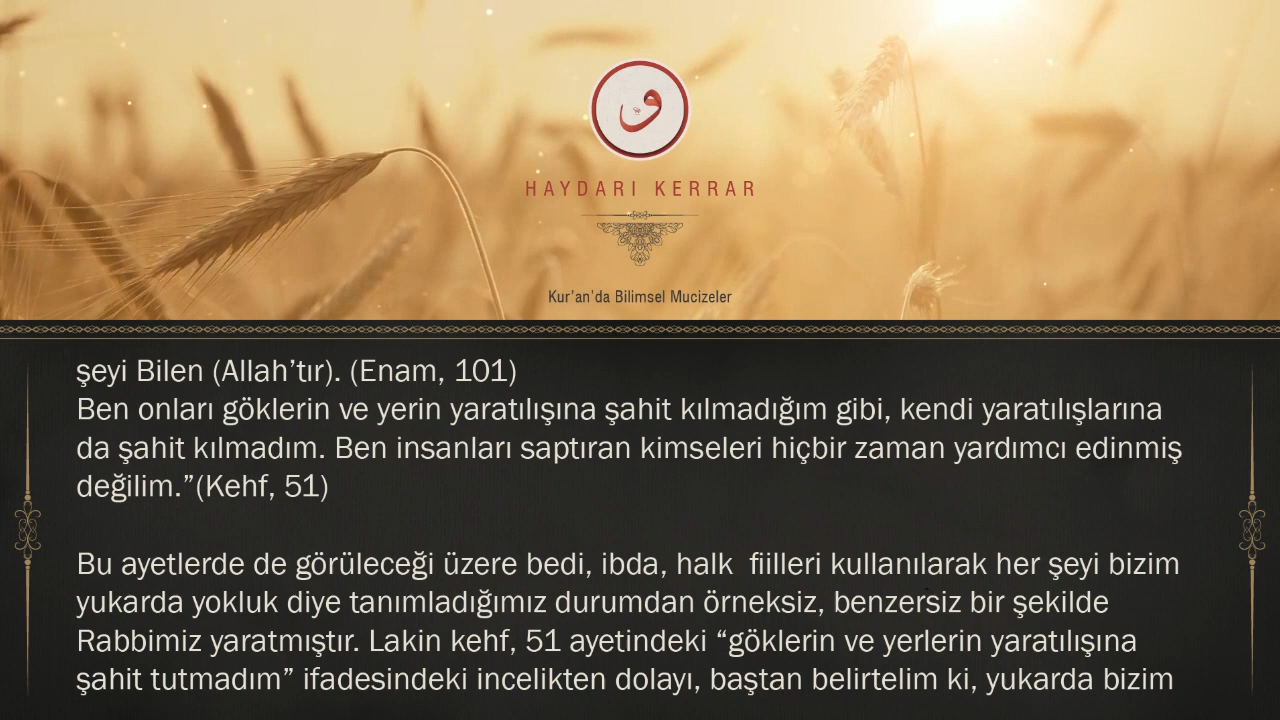 و
HAYDARI KERRAR
Kur’an’da Bilimsel Mucizeler
şeyi Bilen (Allah’tır). (Enam, 101)
Ben onları göklerin ve yerin yaratılışına şahit kılmadığım gibi, kendi yaratılışlarına
da şahit kılmadım. Ben insanları saptıran kimseleri hiçbir zaman yardımcı edinmiş
değilim.”(Kehf, 51)
Bu ayetlerde de görüleceği üzere bedi, ibda, halk  fiilleri kullanılarak her şeyi bizim
yukarda yokluk diye tanımladığımız durumdan örneksiz, benzersiz bir şekilde
Rabbimiz yaratmıştır. Lakin kehf, 51 ayetindeki “göklerin ve yerlerin yaratılışına
şahit tutmadım” ifadesindeki incelikten dolayı, baştan belirtelim ki, yukarda bizim